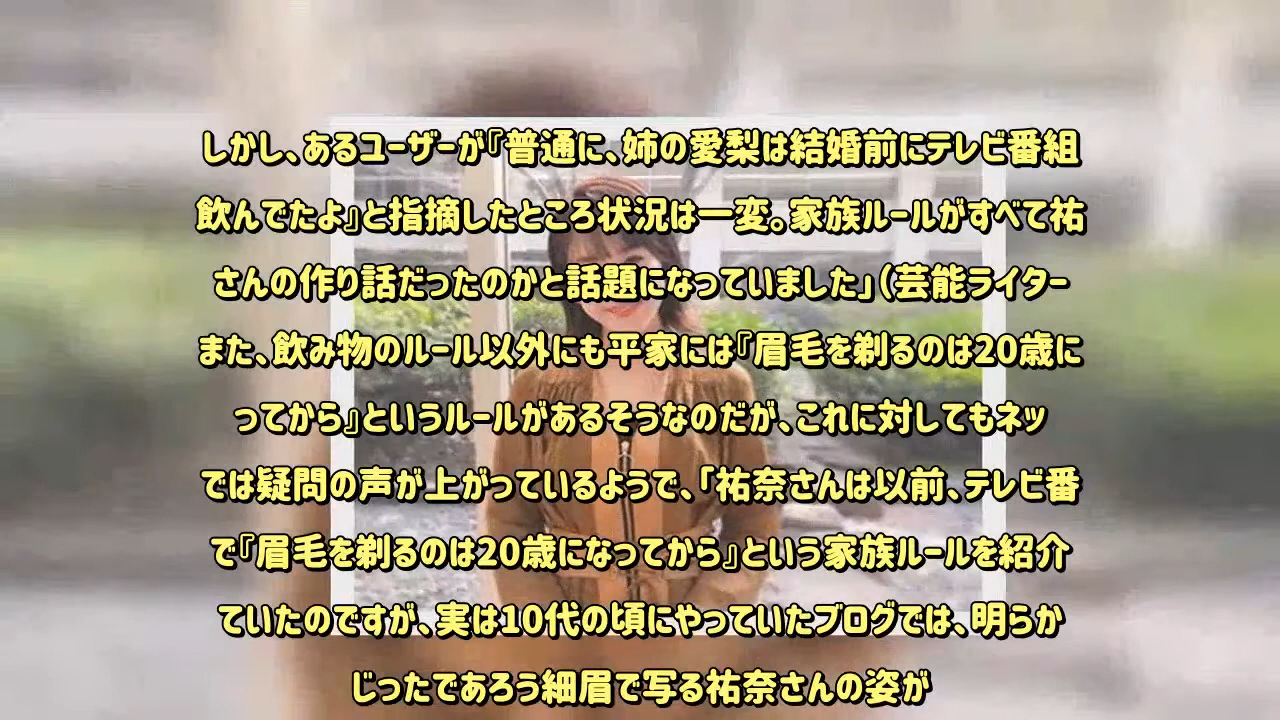 しかし、あるユーザーが『普通に、姉の愛梨は結婚前にテレビ番組
飲んでたよ』と指摘したところ状況は一変。家族ルールがすべて祐
さんの作り話だったのかと話題になっていました」（芸能ライター
また、飲み物のルール以外にも平家には『眉毛を剃るのは20歳に
ってから』というルールがあるそうなのだが、これに対してもネッ
では疑問の声が上がっているようで、「祐奈さんは以前、テレビ番
で『眉毛を剃るのは20歳になってから』という家族ルールを紹介
ていたのですが、実は10代の頃にやっていたブログでは、明らか
じったであろう細眉で写る祐奈さんの姿が